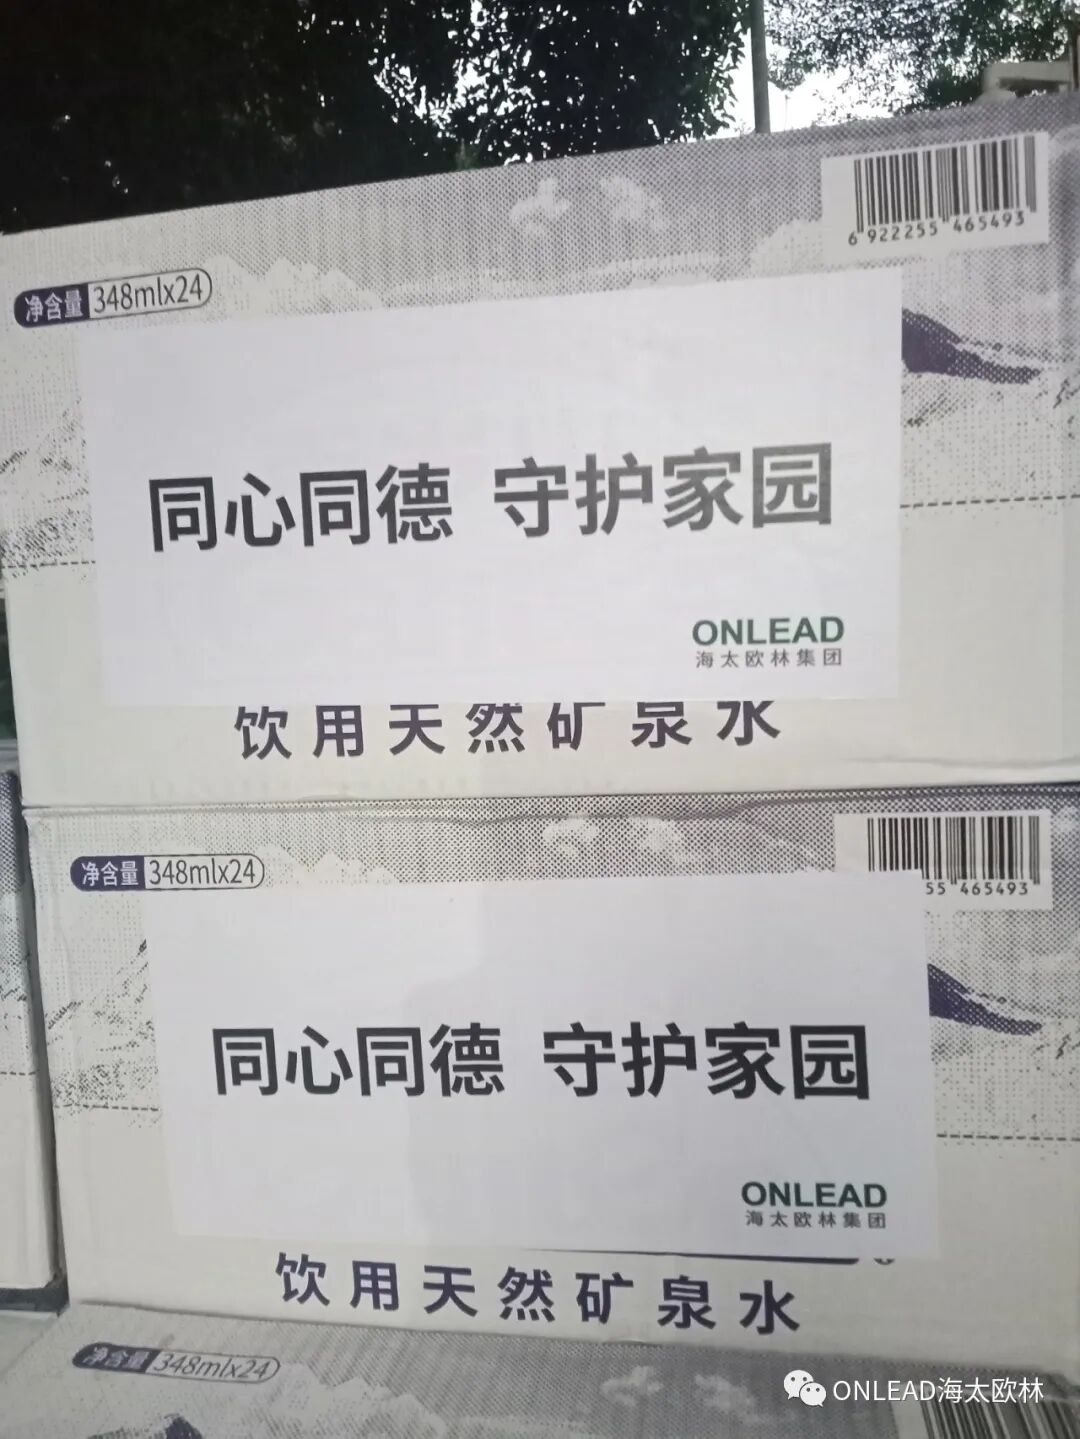 6 922255 465493
净含量 348mlx24
同心同德 守护家园
ONLEAD
海太欧林集团
饮用天然矿泉水
净含量 348mlx24
55 465493
同心同德 守护家园
ONLEAD
海太欧林集团
饮用天然矿泉水
净含量 348mlx24
ONLEAD海太欧林